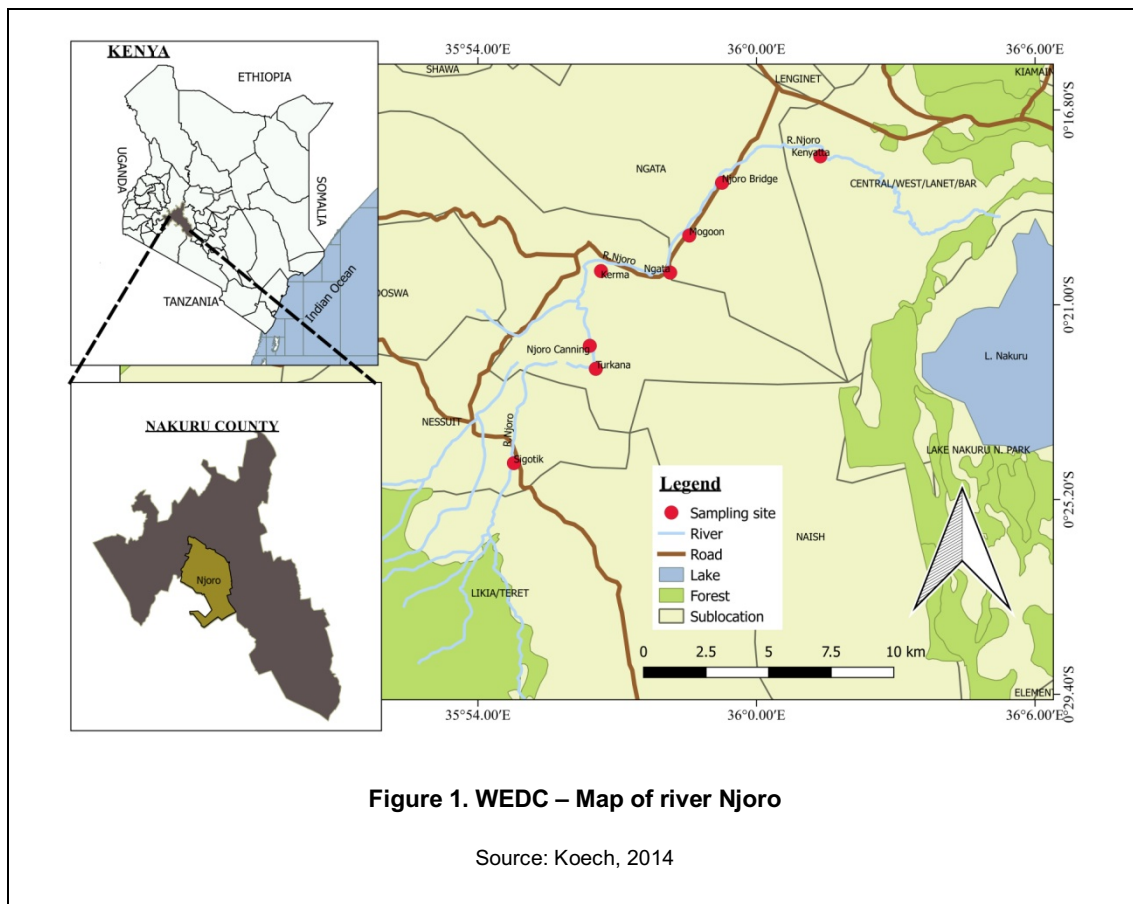 KENYA
ETHIOPIA
UGANDA
SOMALIA
TANZANIA
Indian Ocean
NAKURU COUNTY
Njoro
35°54.00′E
36°0.00′E
36°6.00′E
SHAWA
LENGINET
KIAMAIN
0°16.80′S
R.Njoro
Kenyatta
NGATA
Njoro Bridge
CENTRAL/WEST/LANET/BAR
Mogoon
R.Njoro
Ngata
Kerma
DOSWA
0°21.00′S
Njoro Canning
Turkana
L. Nakuru
NESSUIT
R.Njoro
Sigotik
LAKE NAKURU N. PARK
0°25.20′S
Legend
Sampling site
River
Road
Lake
Forest
Sublocation
NAISH
LIKIA/TERET
0 2.5 5 7.5 10 km
ELEMENT
0°29.40′S
35°54.00′E
36°0.00′E
36°6.00′E
Figure 1. WEDC – Map of river Njoro
Source: Koech, 2014